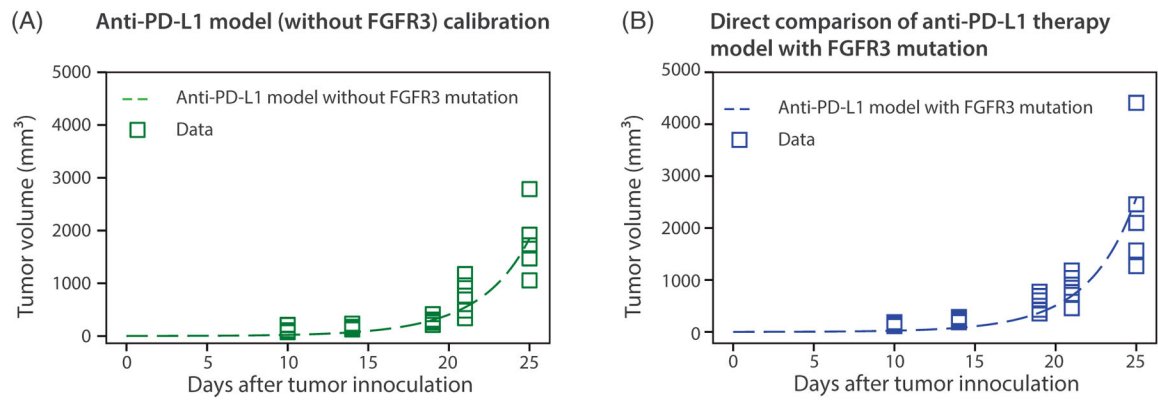 (A)
Anti-PD-L1 model (without FGFR3) calibration
5000
4000
3000
2000
1000
0
Tumor volume (mm³)
Anti-PD-L1 model without FGFR3 mutation
Data
0 5 10 15 20 25
Days after tumor innoculation
(B)
Direct comparison of anti-PD-L1 therapy
model with FGFR3 mutation
5000
4000
3000
2000
1000
0
Tumor volume (mm³)
Anti-PD-L1 model with FGFR3 mutation
Data
0 5 10 15 20 25
Days after tumor innoculation